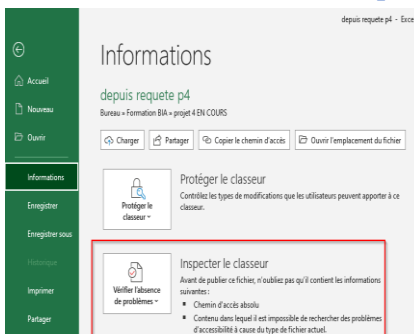 depuis requete p4 - Exce
Informations
Accueil
Nouveau
Ouvrir
Informations
Enregistrer
Enregistrer sous
Historique
Imprimer
Partager
depuis requete p4
Bureau » Formation BIA » projet 4 EN COURS
Charger
Partager
Copier le chemin d'accès
Ouvrir l'emplacement du fichier
Protéger le classeur
Protéger le classeur
Contrôlez les types de modifications que les utilisateurs peuvent apporter à ce
classeur.
Vérifier l'absence
de problèmes
Inspecter le classeur
Avant de publier ce fichier, n'oubliez pas qu'il contient les informations
suivantes :
Chemin d'accès absolu
Contenu dans lequel il est impossible de rechercher des problèmes
d'accessibilité à cause du type de fichier actuel.